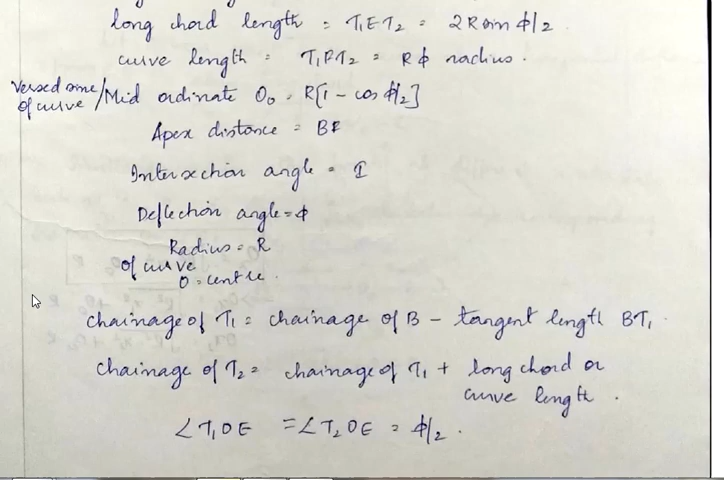 long chord length = T₁ET₂ = 2R sin ϕ/2
curve length = T₁FT₂ = Rϕ radius.
Versed sine of curve / Mid ordinate O₀ = R[1 - cos ϕ/2]
Apex distance = BF
Intersection angle = I
Deflection angle = ϕ
Radius = R
of curve
O = centre.
chainage of T₁ = chainage of B - tangent length BT₁
chainage of T₂ = chainage of T₁ + long chord or
curve length.
∠T₁OE = ∠T₂OE = ϕ/2.